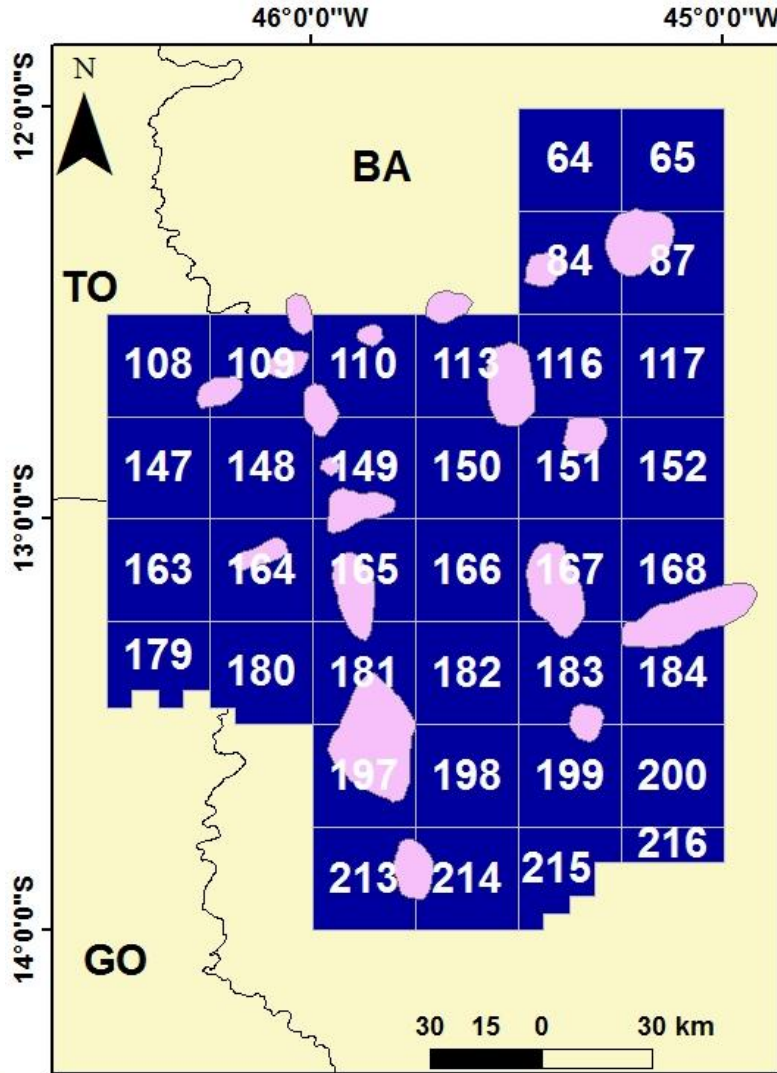 46°0'0"W 45°0'0"W
N
12°0'0"S
BA
64 65
84 87
TO
108 109 110 113 116 117
147 148 149 150 151 152
13°0'0"S
163 164 165 166 167 168
179 180 181 182 183 184
197 198 199 200
213 214 215 216
14°0'0"S
GO
30 15 0 30 km